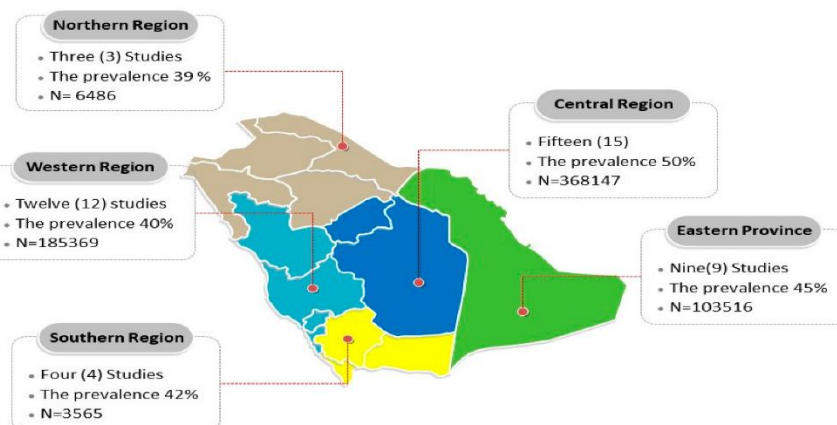 Northern Region
• Three (3) Studies
• The prevalence 39 %
• N= 6486
Central Region
• Fifteen (15)
• The prevalence 50%
• N=368147
Western Region
• Twelve (12) studies
• The prevalence 40%
• N=185369
Eastern Province
• Nine(9) Studies
• The prevalence 45%
• N=103516
Southern Region
• Four (4) Studies
• The prevalence 42%
• N=3565